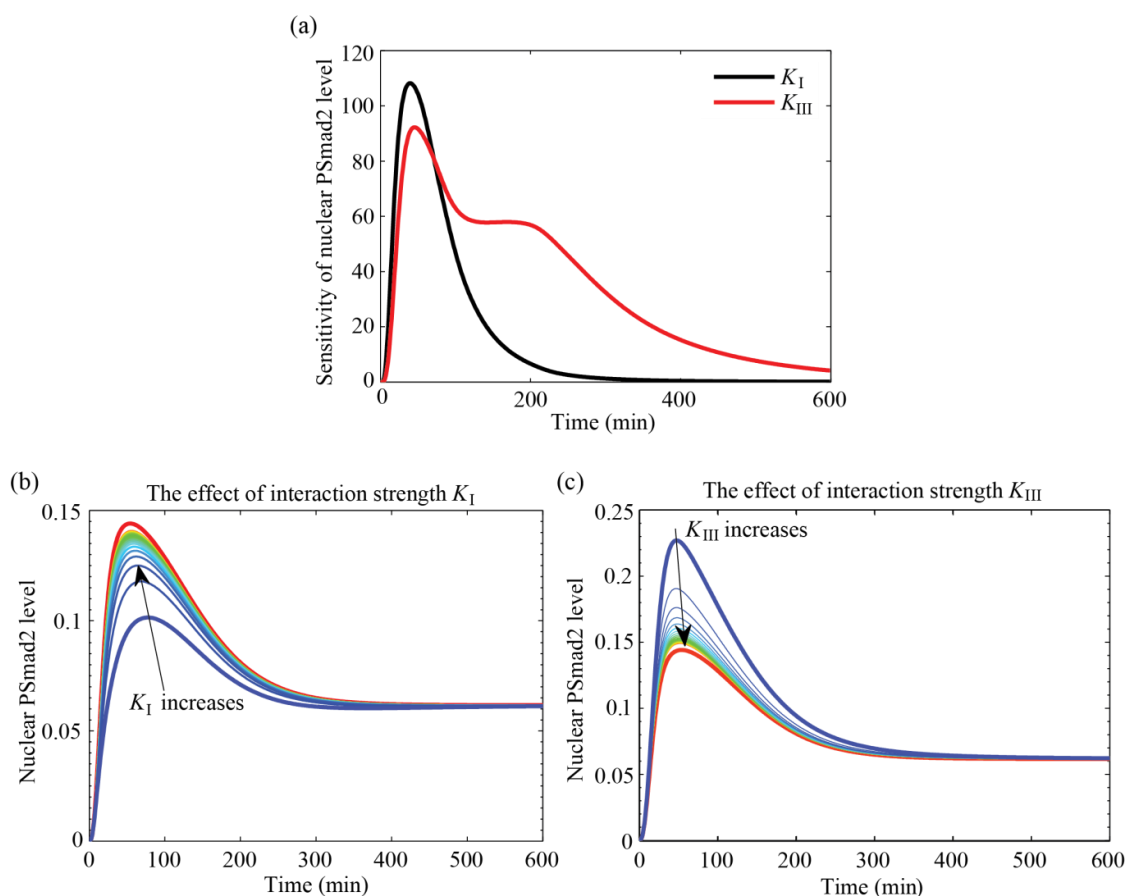 (a)
120
100
80
60
40
20
0
Sensitivity of nuclear PSmad2 level
K_I
K_III
200
400
600
Time (min)
(b)
The effect of interaction strength K_I
0.15
0.1
0.05
0
Nuclear PSmad2 level
K_I increases
0
100
200
300
400
500
600
Time (min)
(c)
The effect of interaction strength K_III
0.25
0.2
0.15
0.1
0.05
0
Nuclear PSmad2 level
K_III increases
0
100
200
300
400
500
600
Time (min)